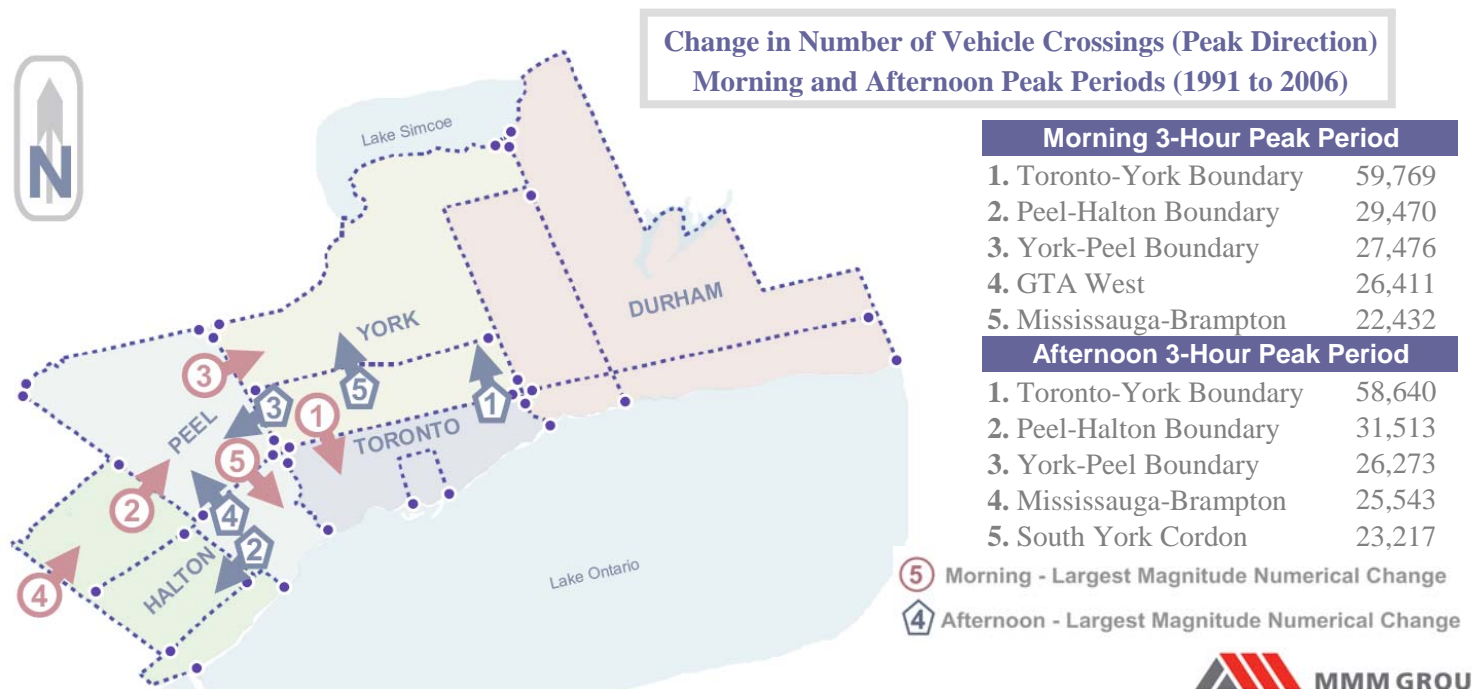 Change in Number of Vehicle Crossings (Peak Direction)
Morning and Afternoon Peak Periods (1991 to 2006)
N
Lake Simcoe
Morning 3-Hour Peak Period
1. Toronto-York Boundary 59,769
2. Peel-Halton Boundary 29,470
3. York-Peel Boundary 27,476
4. GTA West 26,411
5. Mississauga-Brampton 22,432
Afternoon 3-Hour Peak Period
1. Toronto-York Boundary 58,640
2. Peel-Halton Boundary 31,513
3. York-Peel Boundary 26,273
4. Mississauga-Brampton 25,543
5. South York Cordon 23,217
DURHAM
YORK
3
5
3
1
1
PEEL
TORONTO
5
2
4
2
HALTON
4
Lake Ontario
5 Morning - Largest Magnitude Numerical Change
4 Afternoon - Largest Magnitude Numerical Change
MMM GROU